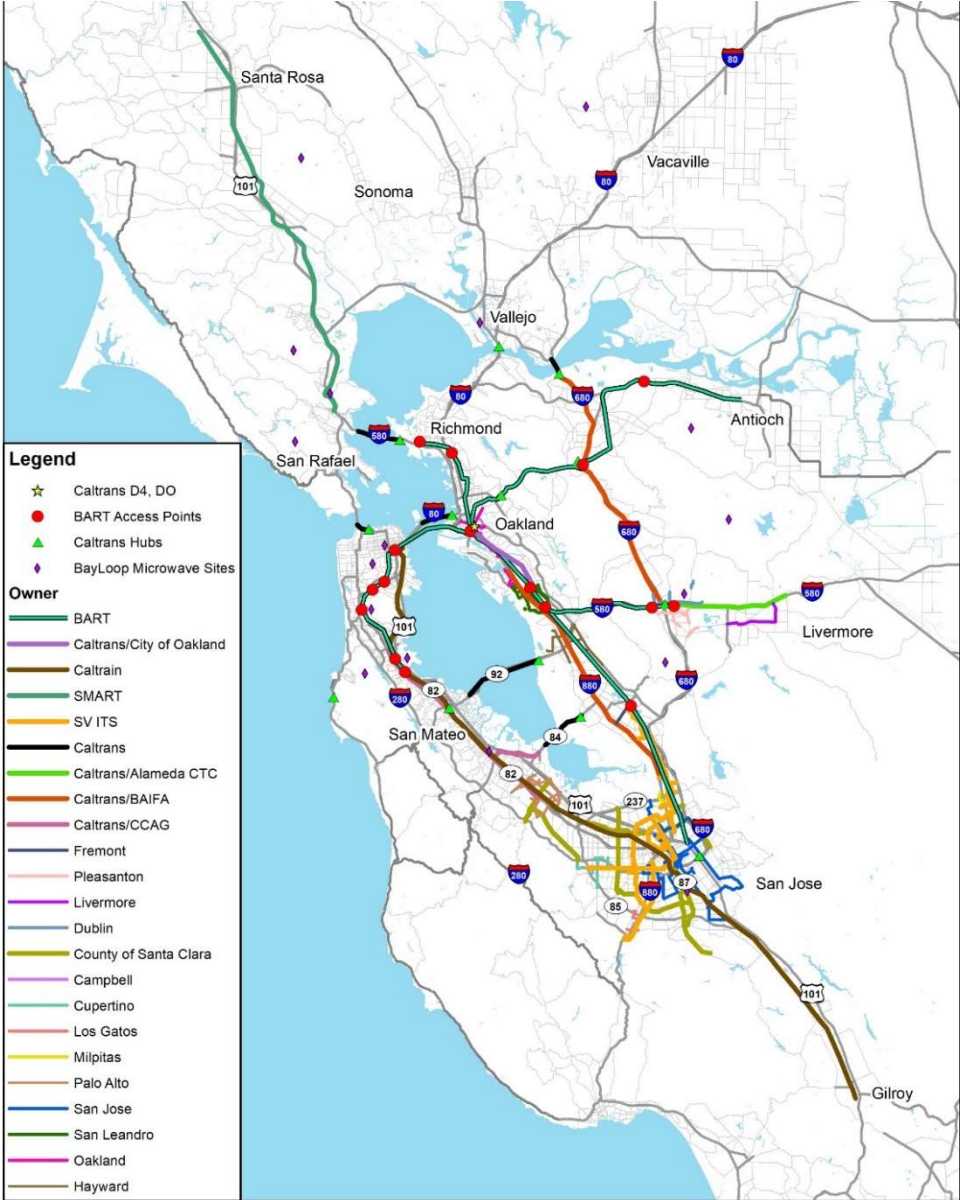 80
Santa Rosa
Vacaville
80
101
Sonoma
Vallejo
80
680
Antioch
580
Richmond
San Rafael
80
Oakland
680
580
580
Livermore
101
92
82
280
880
680
San Mateo
84
82
101
237
680
280
87
880
85
San Jose
101
Gilroy
Legend
Caltrans D4, DO
BART Access Points
Caltrans Hubs
BayLoop Microwave Sites
Owner
BART
Caltrans/City of Oakland
Caltrain
SMART
SV ITS
Caltrans
Caltrans/Alameda CTC
Caltrans/BAIFA
Caltrans/CCAG
Fremont
Pleasanton
Livermore
Dublin
County of Santa Clara
Campbell
Cupertino
Los Gatos
Milpitas
Palo Alto
San Jose
San Leandro
Oakland
Hayward